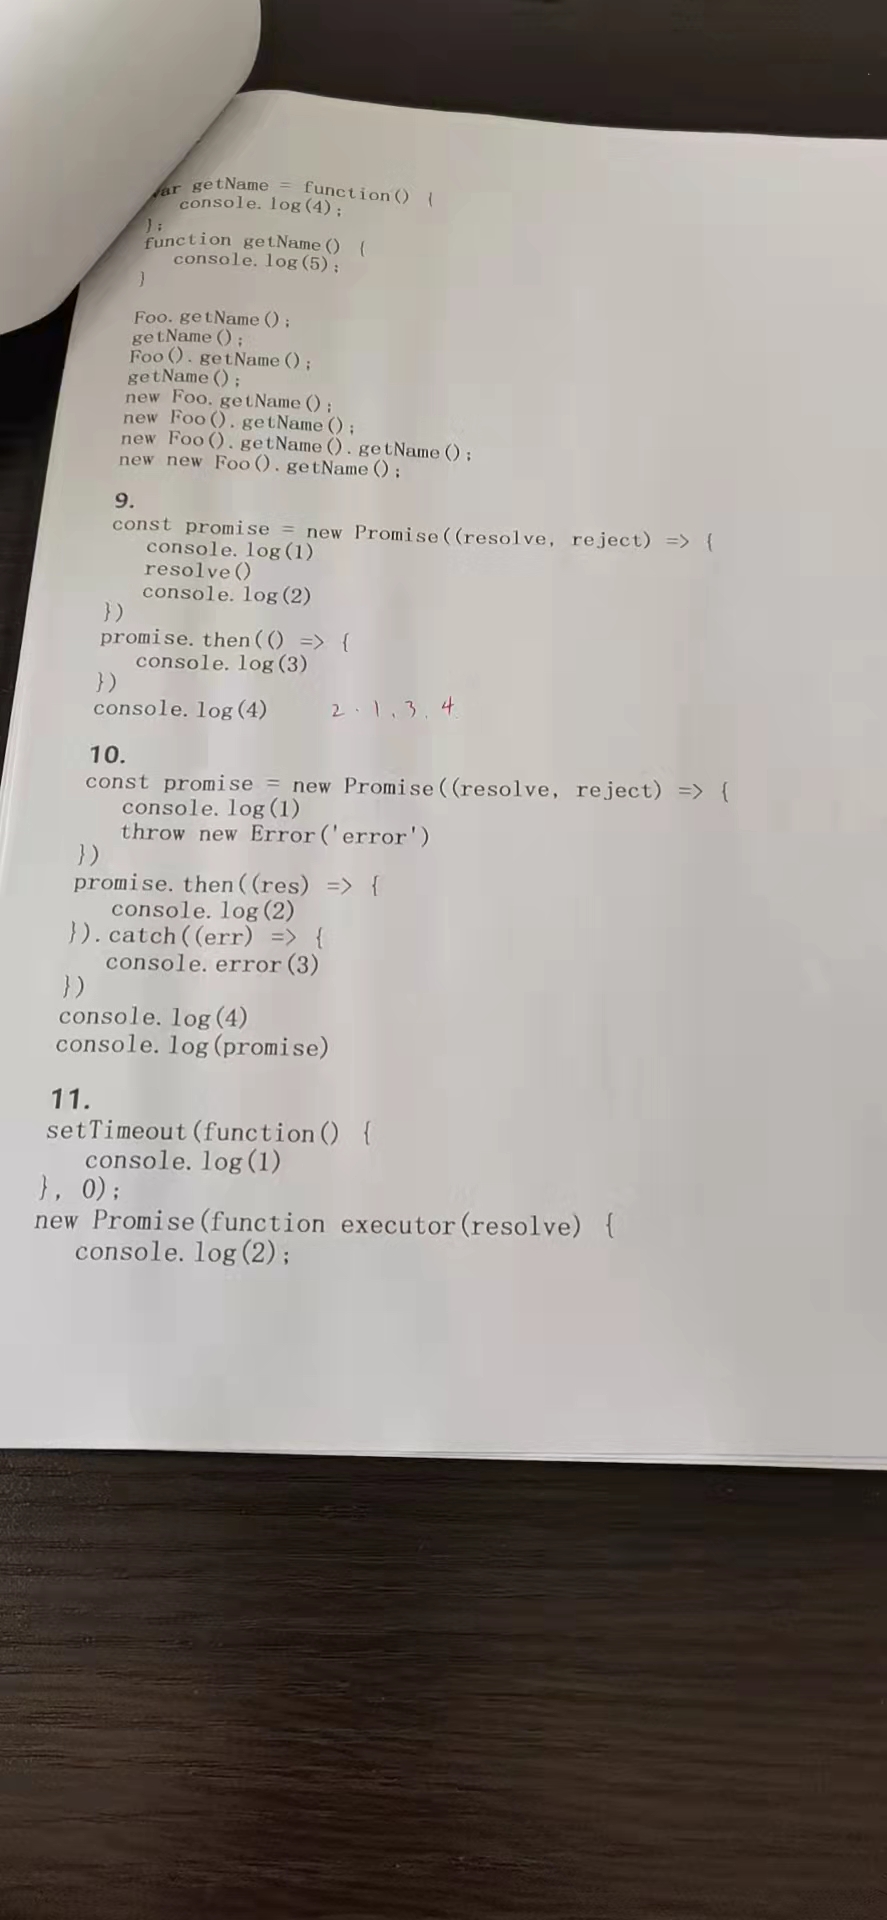 var getName = function() {
console.log(4);
};
function getName() {
console.log(5);
}
Foo.getName();
getName();
Foo().getName();
getName();
new Foo.getName();
new Foo().getName();
new Foo().getName().getName();
new new Foo().getName();
9.
const promise = new Promise((resolve, reject) => {
console.log(1)
resolve()
console.log(2)
})
promise.then(() => {
console.log(3)
})
console.log(4) 2.1,3,4.
10.
const promise = new Promise((resolve, reject) => {
console.log(1)
throw new Error('error')
})
promise.then((res) => {
console.log(2)
}).catch((err) => {
console.error(3)
})
console.log(4)
console.log(promise)
11.
setTimeout(function() {
console.log(1)
}, 0);
new Promise(function executor(resolve) {
console.log(2);